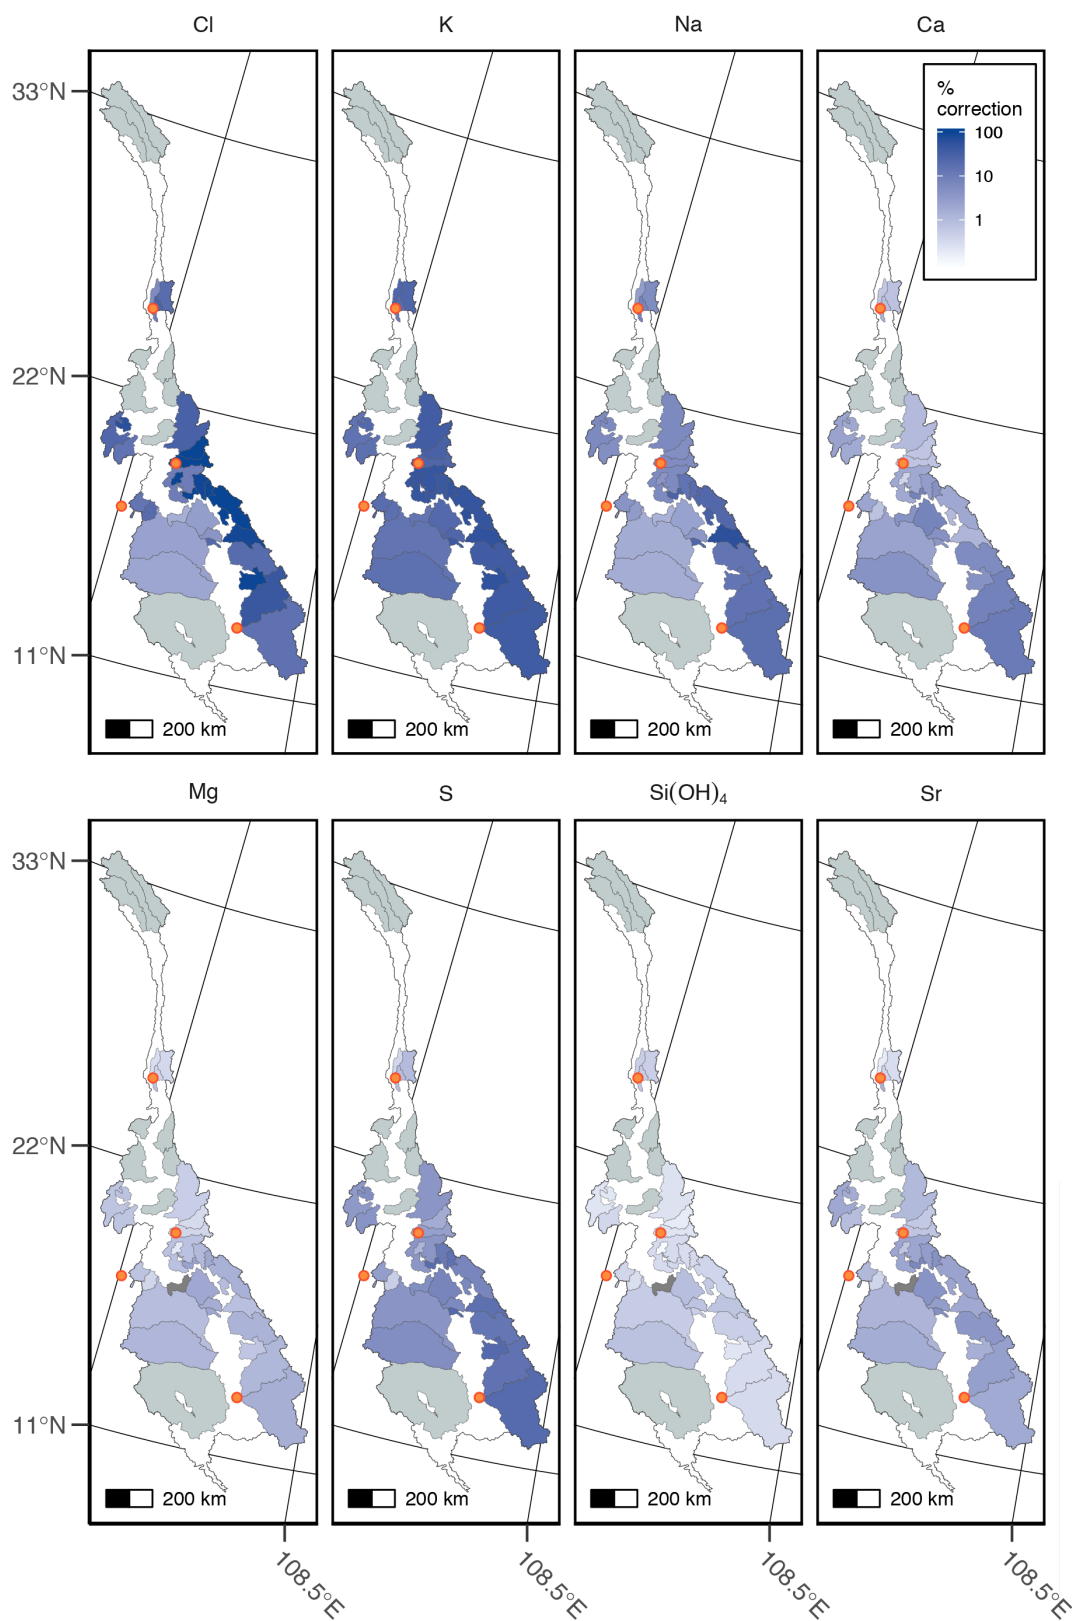 Cl K Na Ca
33°N
%
correction
100
10
1
22°N
11°N
200 km 200 km 200 km 200 km
Mg S Si(OH)₄ Sr
33°N
22°N
11°N
200 km 200 km 200 km 200 km
108.5°E 108.5°E 108.5°E 108.5°E